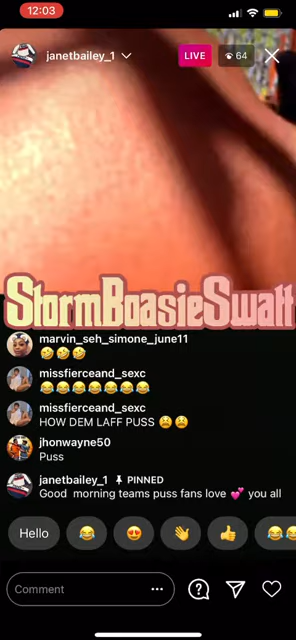 12:03
janetbailey_1
LIVE
64
StormBoasieSwatt
marvin_seh_simone_june11
🤣🤣🤣
missfierceand_sexc
😂😂😂😂😂😂😂
missfierceand_sexc
HOW DEM LAFF PUSS 😫😫
jhonwayne50
Puss
janetbailey_1 📌 PINNED
Good morning teams puss fans love 💕 you all
Hello 😂 😍 👋 👍 😂😂
Comment